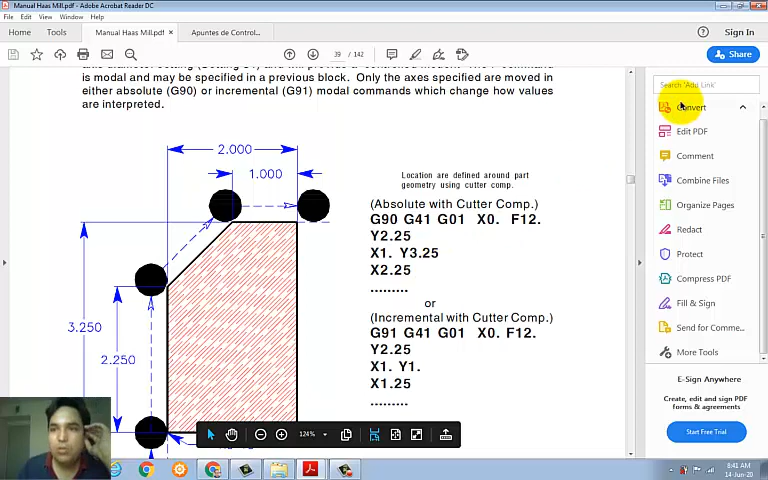 Manual Haas Mill.pdf - Adobe Acrobat Reader DC
File Edit View Window Help
Home Tools Manual Haas Mill.pdf × Apuntes de Control... Sign In
39 / 142 Share
is modal and may be specified in a previous block. Only the axes specified are moved in
either absolute (G90) or incremental (G91) modal commands which change how values
are interpreted.
2.000
1.000
3.250
2.250
Location are defined around part
geometry using cutter comp.
(Absolute with Cutter Comp.)
G90 G41 G01 X0. F12.
Y2.25
X1. Y3.25
X2.25
.........
or
(Incremental with Cutter Comp.)
G91 G41 G01 X0. F12.
Y2.25
X1. Y1.
X1.25
.........
124%
Search 'Add Link'
Convert
Edit PDF
Comment
Combine Files
Organize Pages
Redact
Protect
Compress PDF
Fill & Sign
Send for Comme...
More Tools
E-Sign Anywhere
Create, edit and sign PDF
forms & agreements
Start Free Trial
8:41 AM
14-Jun-20